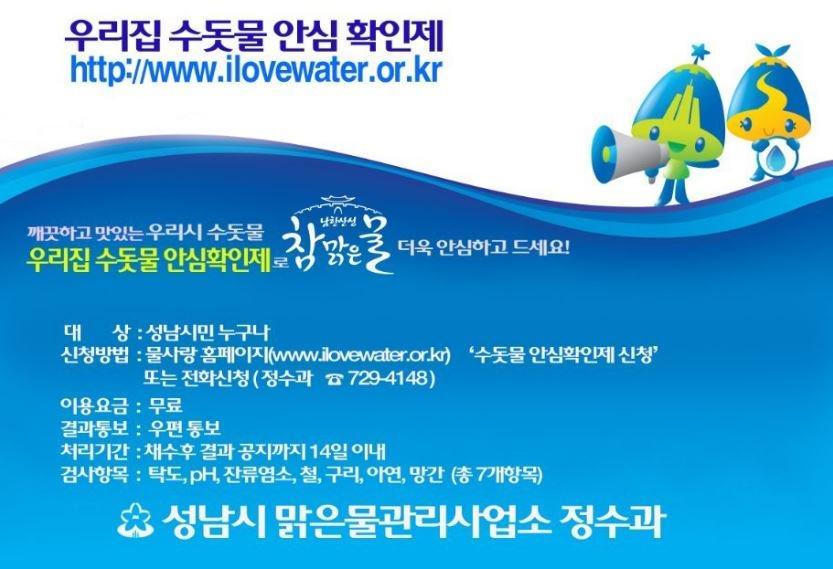 우리집 수돗물 안심 확인제
http://www.ilovewater.or.kr
깨끗하고 맛있는 우리시 수돗물
우리집 수돗물 안심확인제로
남한산성
참맑은물
더욱 안심하고 드세요!
대 상 : 성남시민 누구나
신청방법 : 물사랑 홈페이지(www.ilovewater.or.kr) ‘수돗물 안심확인제 신청’
또는 전화신청 ( 정수과 ☎ 729-4148 )
이용요금 : 무료
결과통보 : 우편 통보
처리기간 : 채수후 결과 공지까지 14일 이내
검사항목 : 탁도, pH, 잔류염소, 철, 구리, 아연, 망간 (총 7개항목)
성남시 맑은물관리사업소 정수과